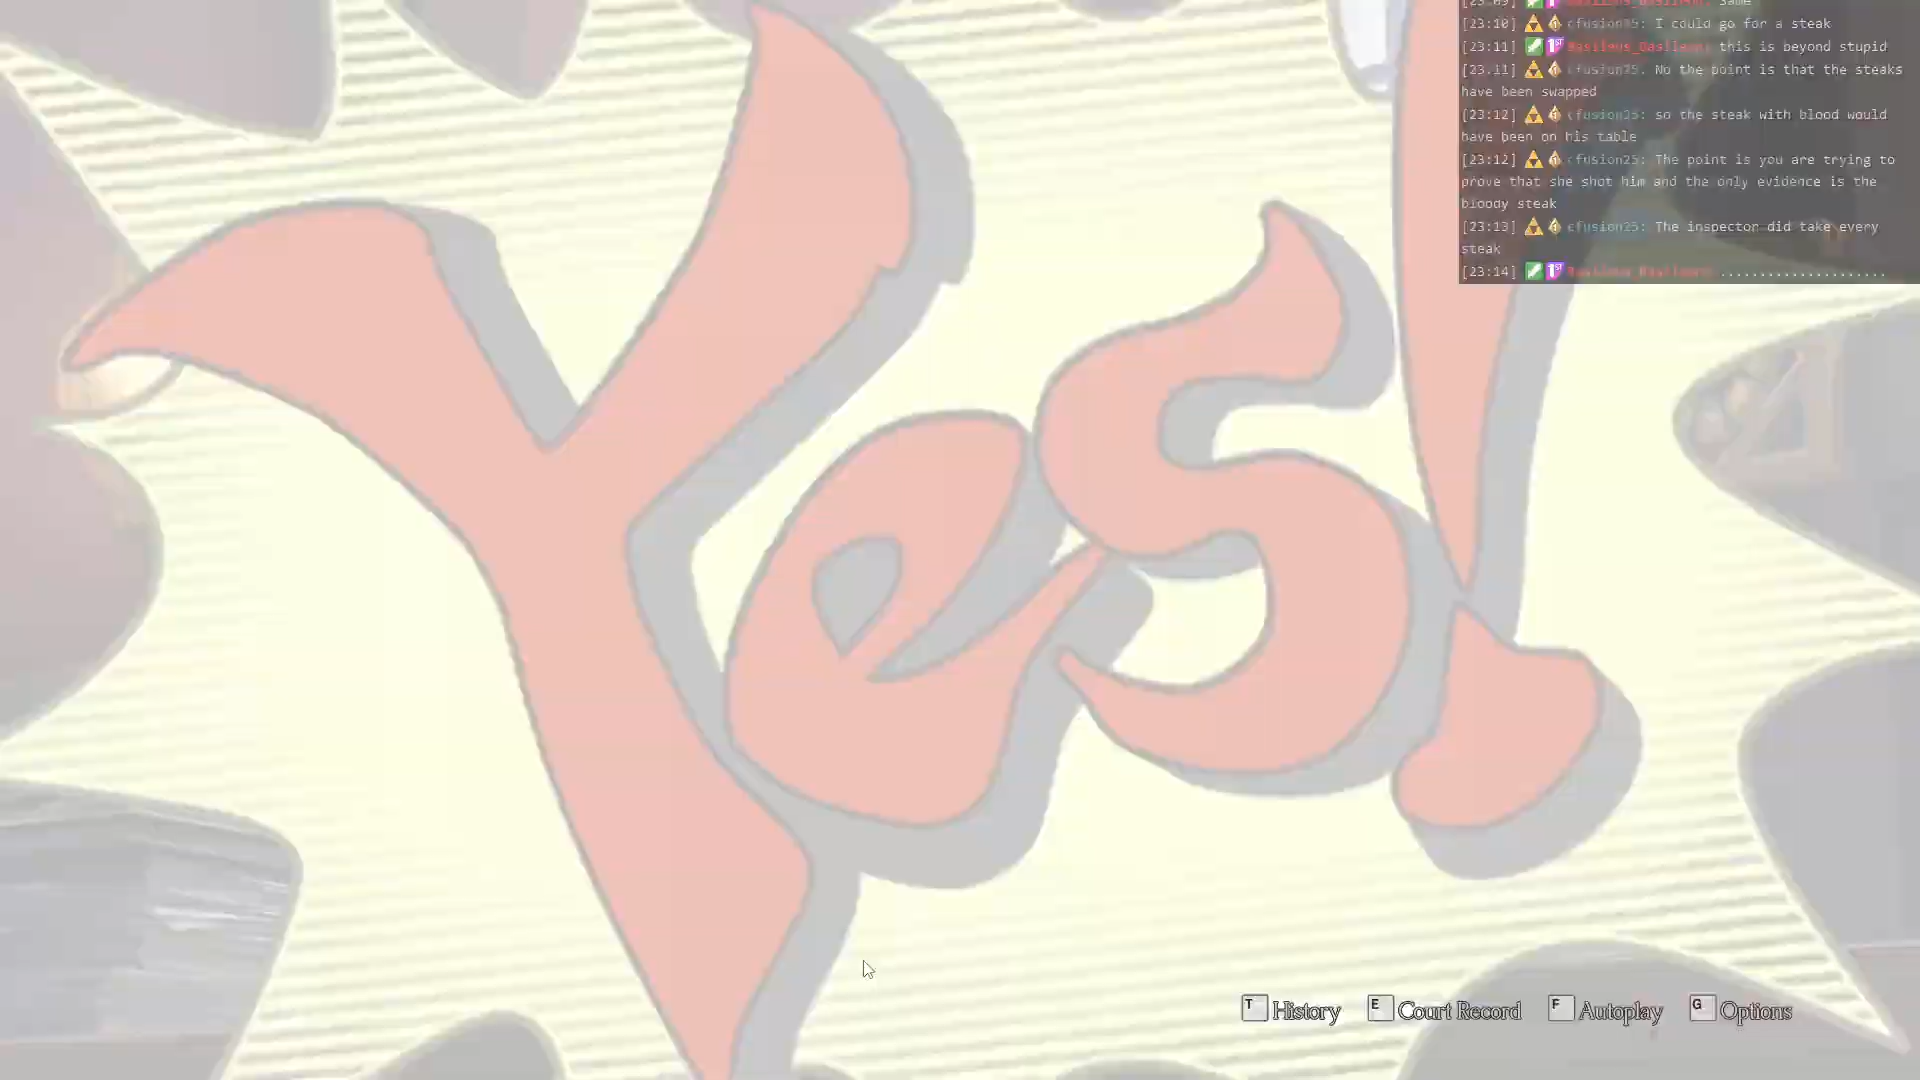 Yes!
[23:09] Basileus_Basileon: Same
[23:10] cfusion25: I could go for a steak
[23:11] Basileus_Basileon: this is beyond stupid
[23:11] cfusion25: No the point is that the steaks
have been swapped
[23:12] cfusion25: so the steak with blood would
have been on his table
[23:12] cfusion25: The point is you are trying to
prove that she shot him and the only evidence is the
bloody steak
[23:13] cfusion25: The inspector did take every
steak
[23:14] .....................
T History E Court Record F Autoplay G Options